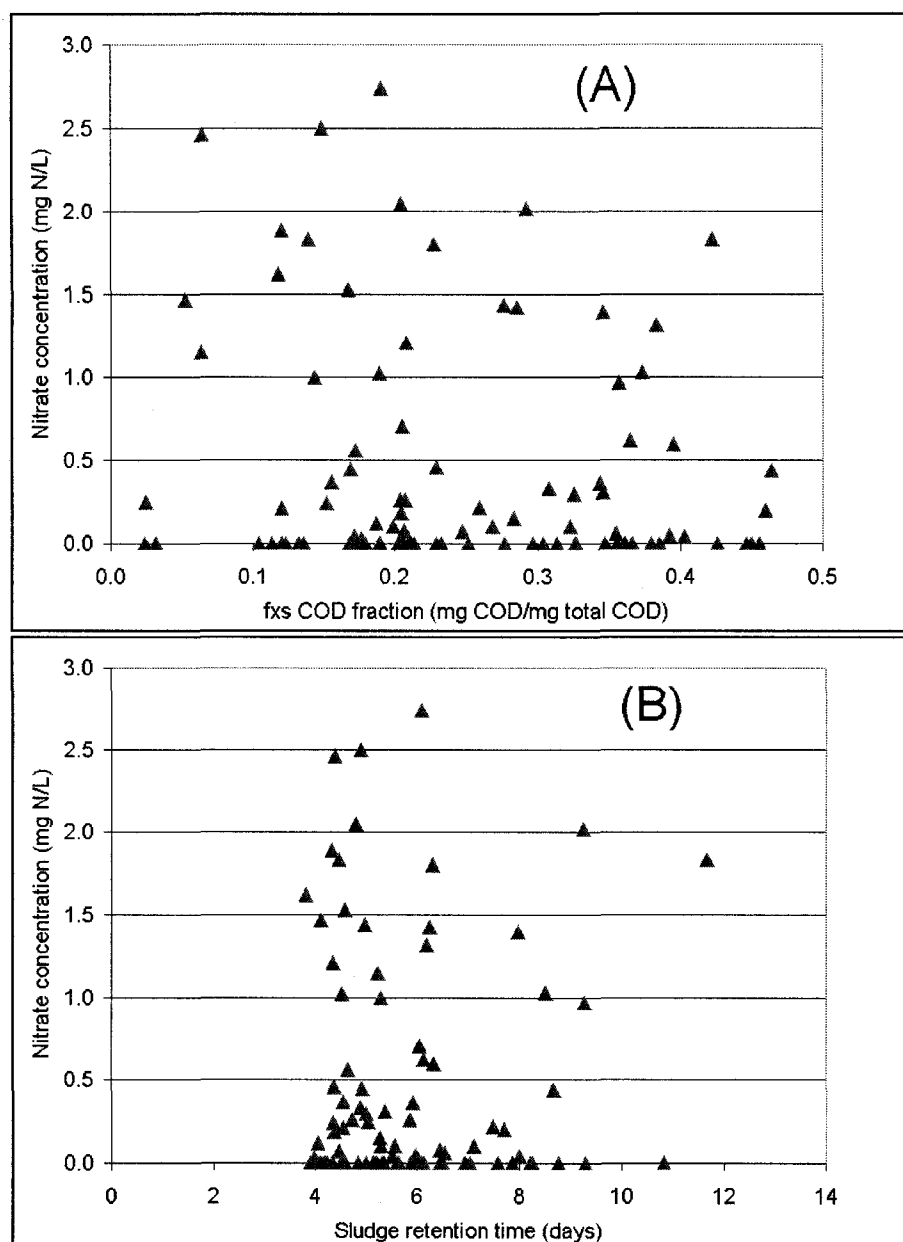 (A)
3.0
2.5
2.0
1.5
1.0
0.5
0.0
Nitrate concentration (mg N/L)
0.0 0.1 0.2 0.3 0.4 0.5
fxs COD fraction (mg COD/mg total COD)
(B)
3.0
2.5
2.0
1.5
1.0
0.5
0.0
Nitrate concentration (mg N/L)
0 2 4 6 8 10 12 14
Sludge retention time (days)